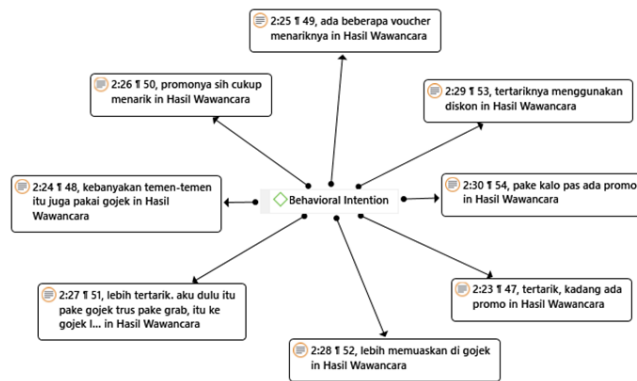 2:25 ¶ 49, ada beberapa voucher
menariknya in Hasil Wawancara
2:26 ¶ 50, promonya sih cukup
menarik in Hasil Wawancara
2:29 ¶ 53, tertariknya menggunakan
diskon in Hasil Wawancara
2:24 ¶ 48, kebanyakan temen-temen
itu juga pakai gojek in Hasil
Wawancara
Behavioral Intention
2:30 ¶ 54, pake kalo pas ada promo
in Hasil Wawancara
2:27 ¶ 51, lebih tertarik. aku dulu itu
pake gojek trus pake grab, itu ke
gojek l... in Hasil Wawancara
2:23 ¶ 47, tertarik, kadang ada
promo in Hasil Wawancara
2:28 ¶ 52, lebih memuaskan di gojek
in Hasil Wawancara